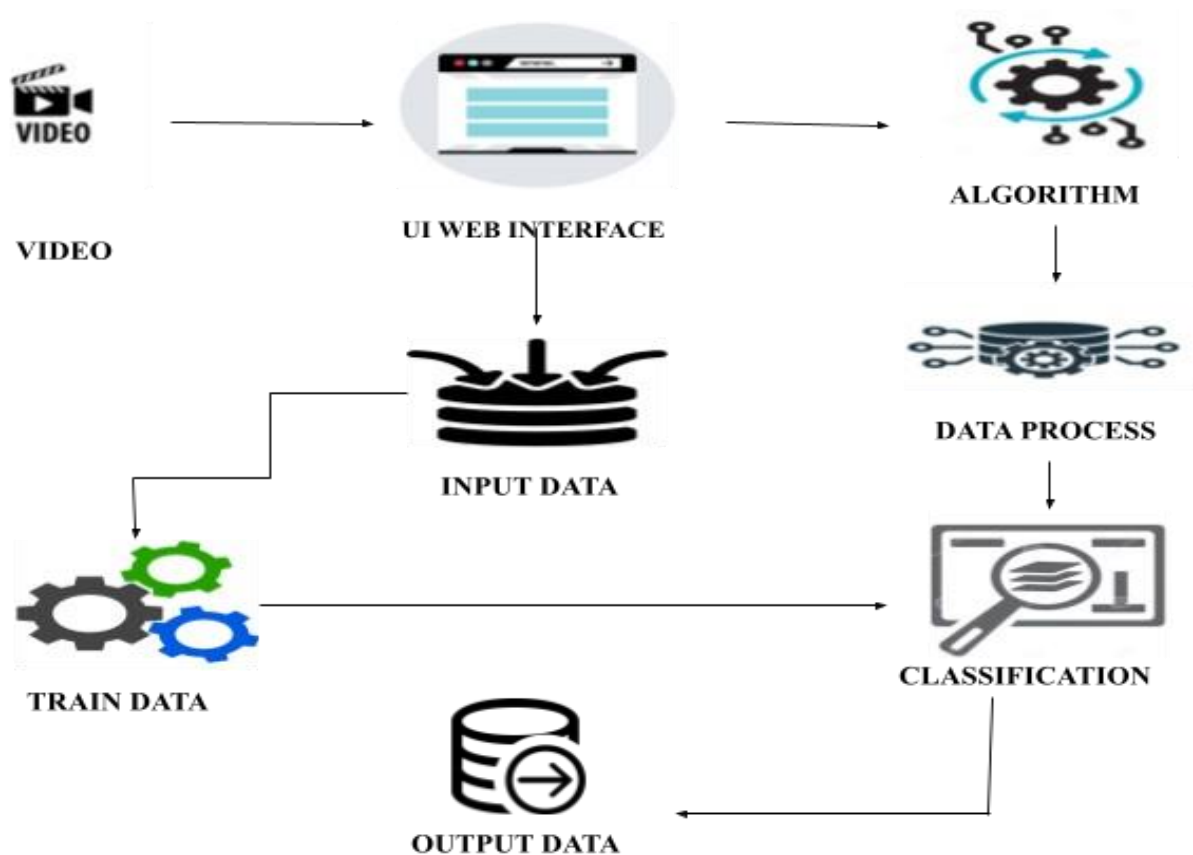 VIDEO
VIDEO
UI WEB INTERFACE
ALGORITHM
INPUT DATA
DATA PROCESS
TRAIN DATA
CLASSIFICATION
OUTPUT DATA